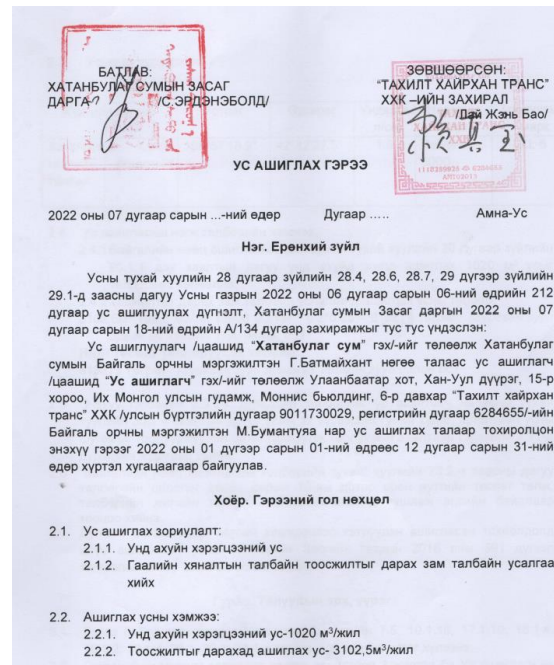 БАТЛАВ:
ХАТАНБУЛАГ СУМЫН ЗАСАГ
ДАРГА /С.ЭРДЭНЭБОЛД/
ЗӨВШӨӨРСӨН:
“ТАХИЛТ ХАЙРХАН ТРАНС”
ХХК –ИЙН ЗАХИРАЛ
/Дай Жэнь Бао/
УС АШИГЛАХ ГЭРЭЭ
2022 оны 07 дугаар сарын ...-ний өдөр Дугаар ..... Амна-Ус
Нэг. Ерөнхий зүйл
Усны тухай хуулийн 28 дугаар зүйлийн 28.4, 28.6, 28.7, 29 дүгээр зүйлийн
29.1-д заасны дагуу Усны газрын 2022 оны 06 дугаар сарын 06-ний өдрийн 212
дугаар ус ашиглуулах дүгнэлт, Хатанбулаг сумын Засаг даргын 2022 оны 07
дугаар сарын 18-ний өдрийн А/134 дугаар захирамжыг тус тус үндэслэн:
Ус ашиглуулагч /цаашид “Хатанбулаг сум” гэх/-ийг төлөөлж Хатанбулаг
сумын Байгаль орчны мэргэжилтэн Г.Батмайхант нөгөө талаас ус ашиглагч
/цаашид “Ус ашиглагч” гэх/-ийг төлөөлж Улаанбаатар хот, Хан-Уул дүүрэг, 15-р
хороо, Их Монгол улсын гудамж, Моннис бьюлдинг, 6-р давхар “Тахилт хайрхан
транс” ХХК /улсын бүртгэлийн дугаар 9011730029, регистрийн дугаар 6284655/-ийн
Байгаль орчны мэргэжилтэн М.Бумантуяа нар ус ашиглах талаар тохиролцон
энэхүү гэрээг 2022 оны 01 дүгээр сарын 01-ний өдрөөс 12 дугаар сарын 31-ний
өдөр хүртэл хугацаагаар байгуулав.
Хоёр. Гэрээний гол нөхцөл
2.1. Ус ашиглах зориулалт:
2.1.1. Унд ахуйн хэрэгцээний ус
2.1.2. Гаалийн хяналтын талбайн тоосжилтыг дарах зам талбайн усалгаа
хийх
2.2. Ашиглах усны хэмжээ:
2.2.1. Унд ахуйн хэрэгцээний ус-1020 м³/жил
2.2.2. Тоосжилтыг дарахад ашиглах ус- 3102,5м³/жил